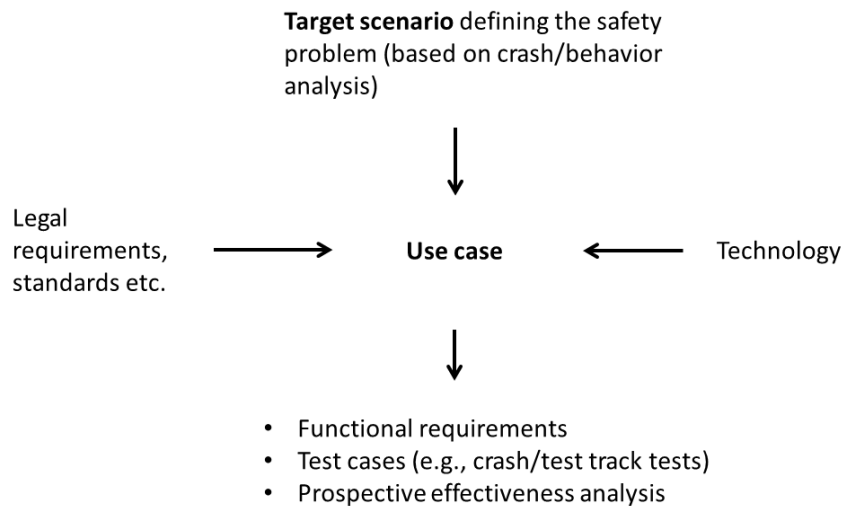 Target scenario defining the safety
problem (based on crash/behavior
analysis)
Legal
requirements,
standards etc.
Use case
Technology
• Functional requirements
• Test cases (e.g., crash/test track tests)
• Prospective effectiveness analysis